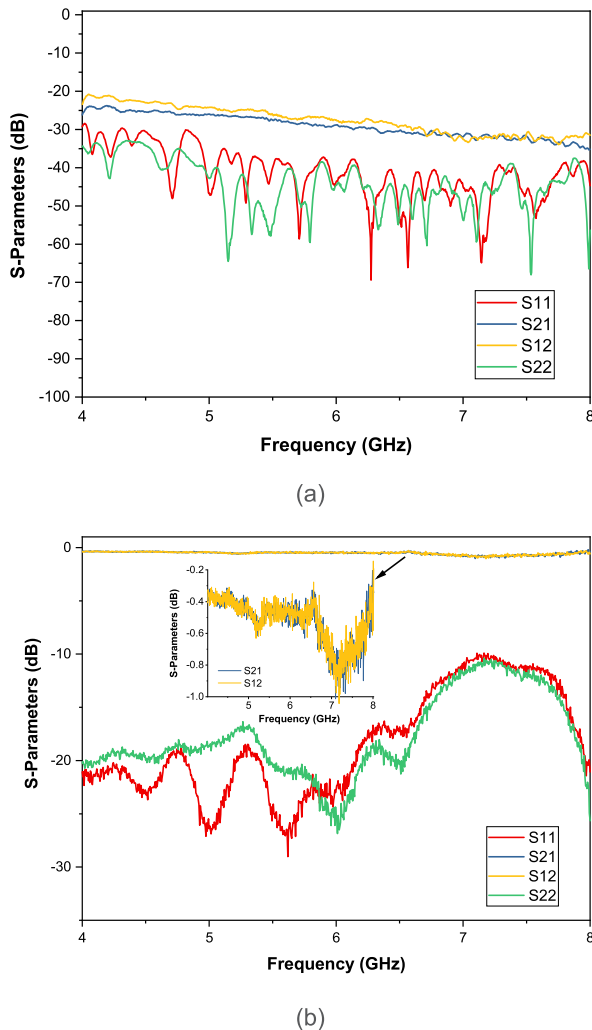 0
-10
-20
-30
-40
-50
-60
-70
-80
-90
-100
S-Parameters (dB)
S11
S21
S12
S22
4 5 6 7 8
Frequency (GHz)
(a)
0
-10
-20
-30
S-Parameters (dB)
-0.2
-0.4
-0.6
-0.8
-1.0
S-Parameters (dB)
S21
S12
4 5 6 7 8
Frequency (GHz)
S11
S21
S12
S22
4 5 6 7 8
Frequency (GHz)
(b)